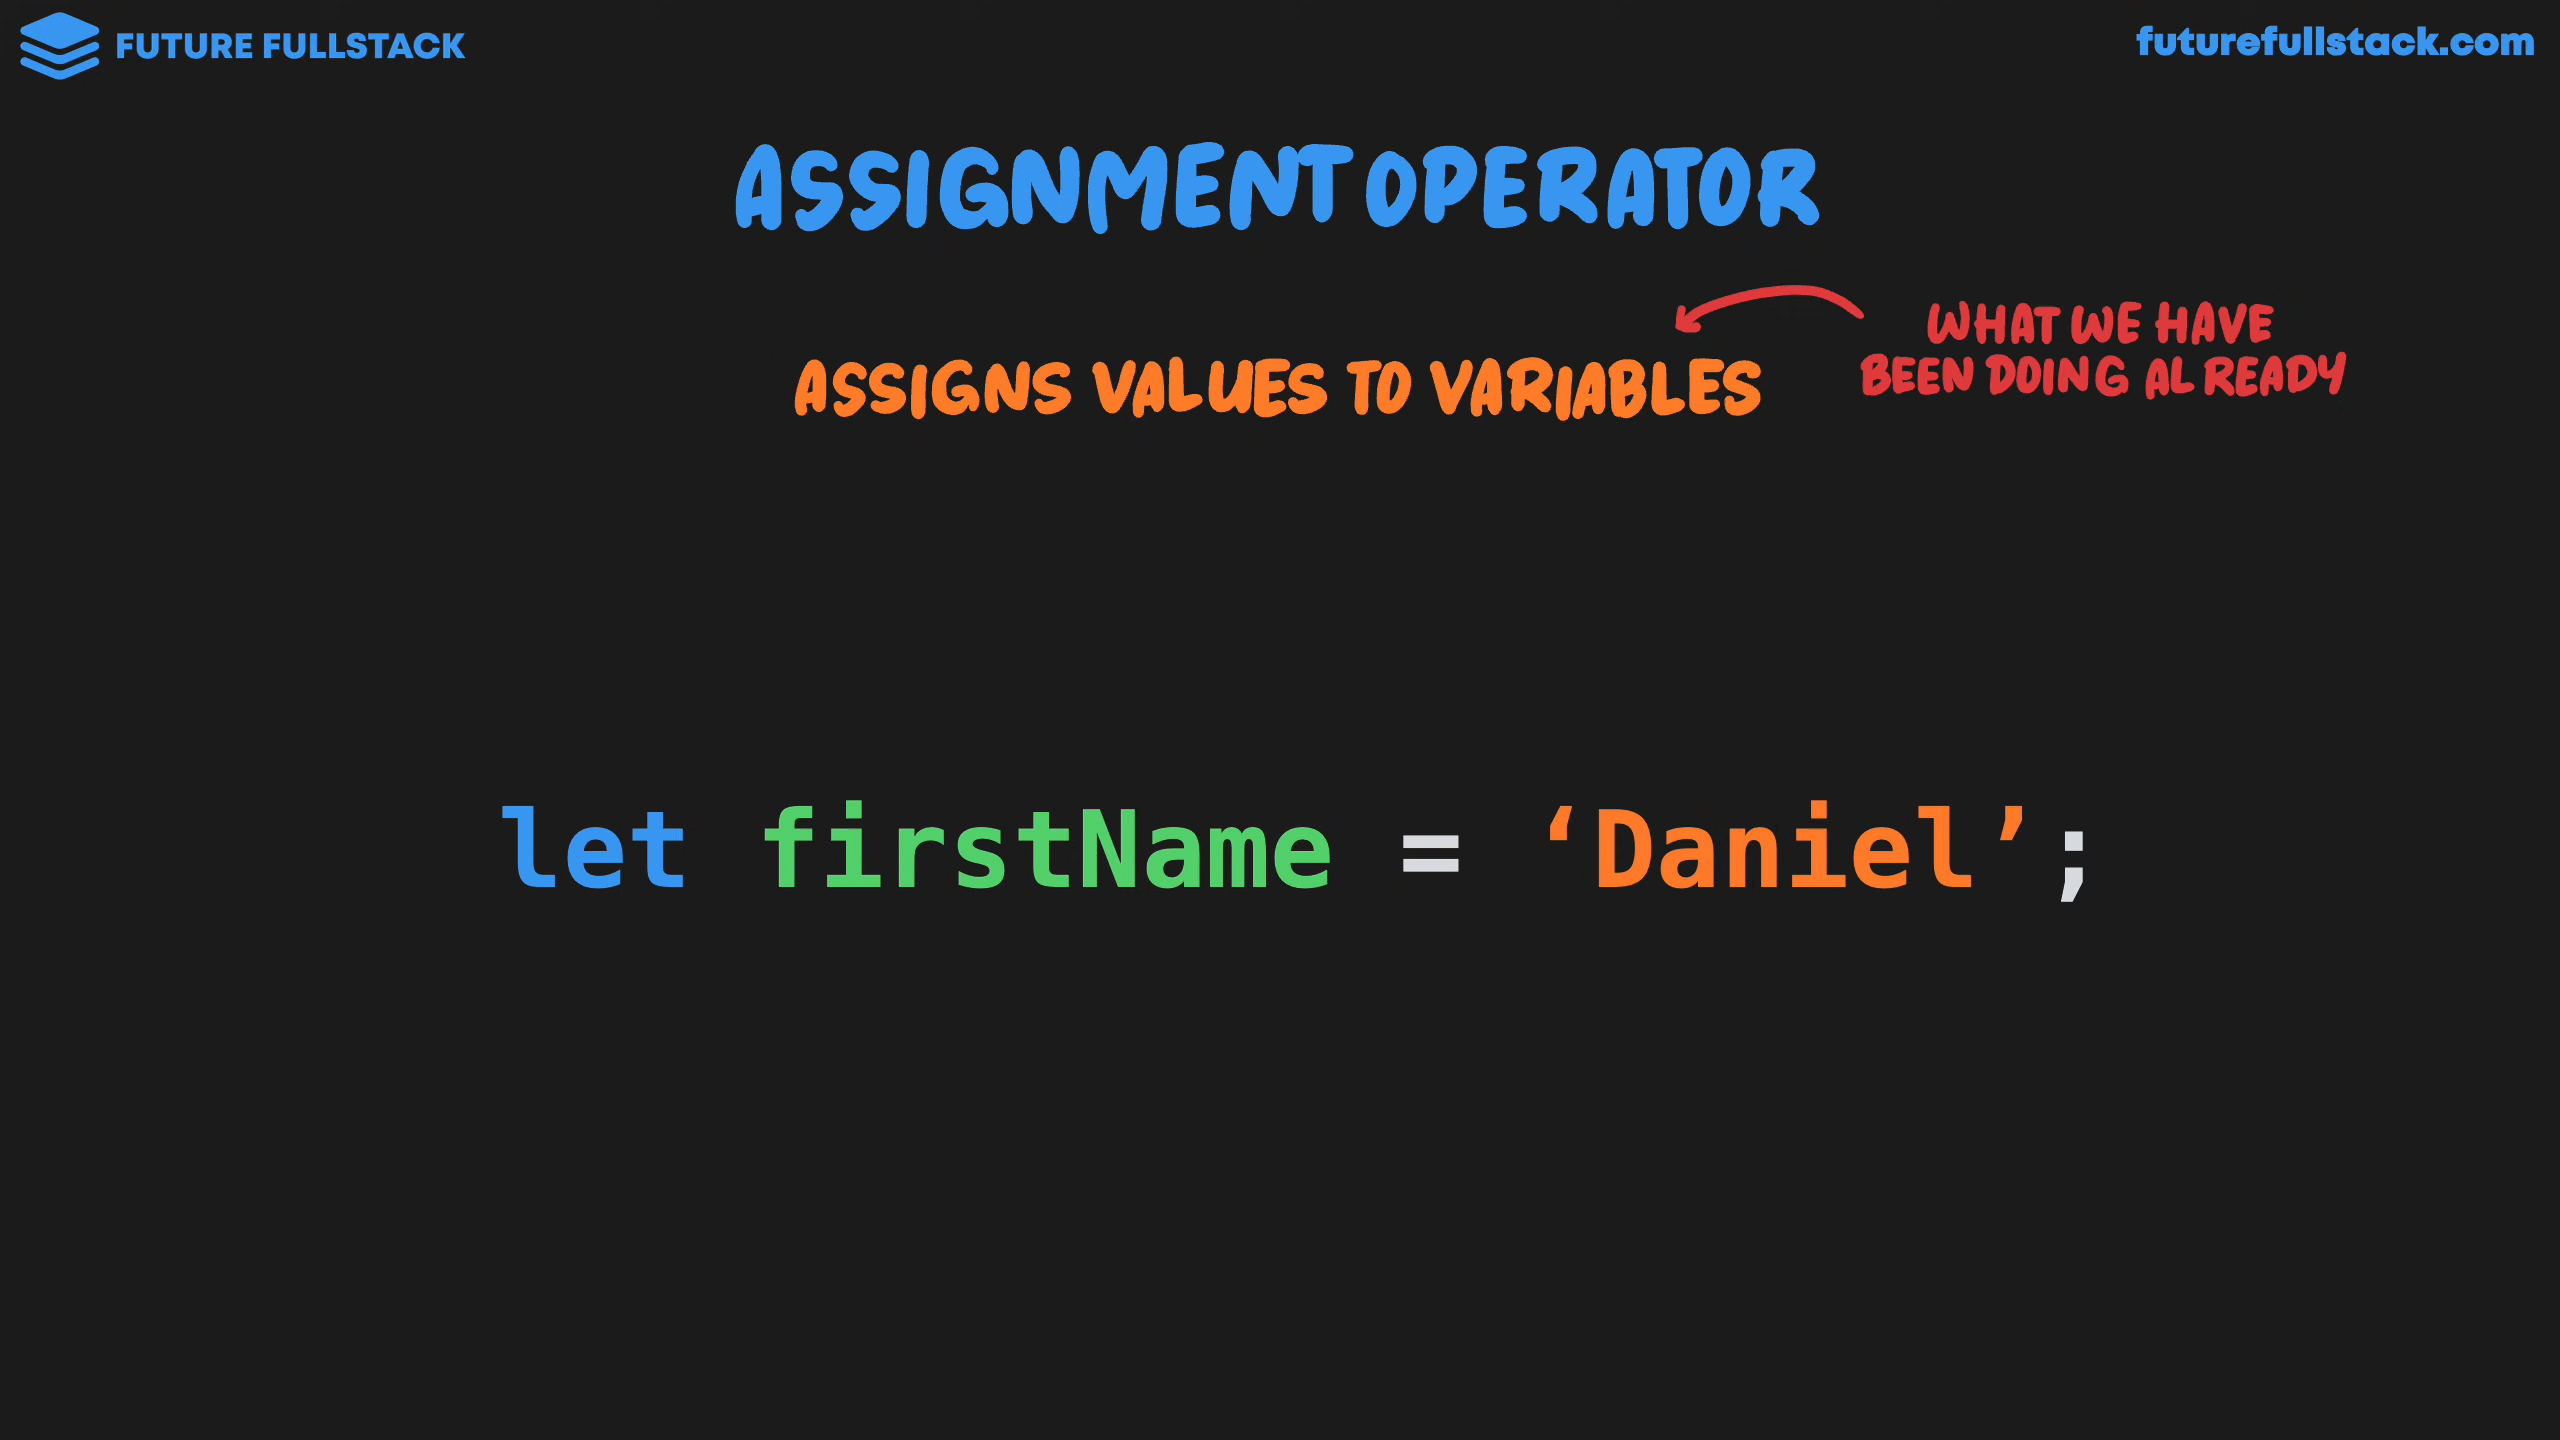 FUTURE FULLSTACK
futurefullstack.com
ASSIGNMENT OPERATOR
WHAT WE HAVE
BEEN DOING ALREADY
ASSIGNS VALUES TO VARIABLES
let firstName = ‘Daniel’;